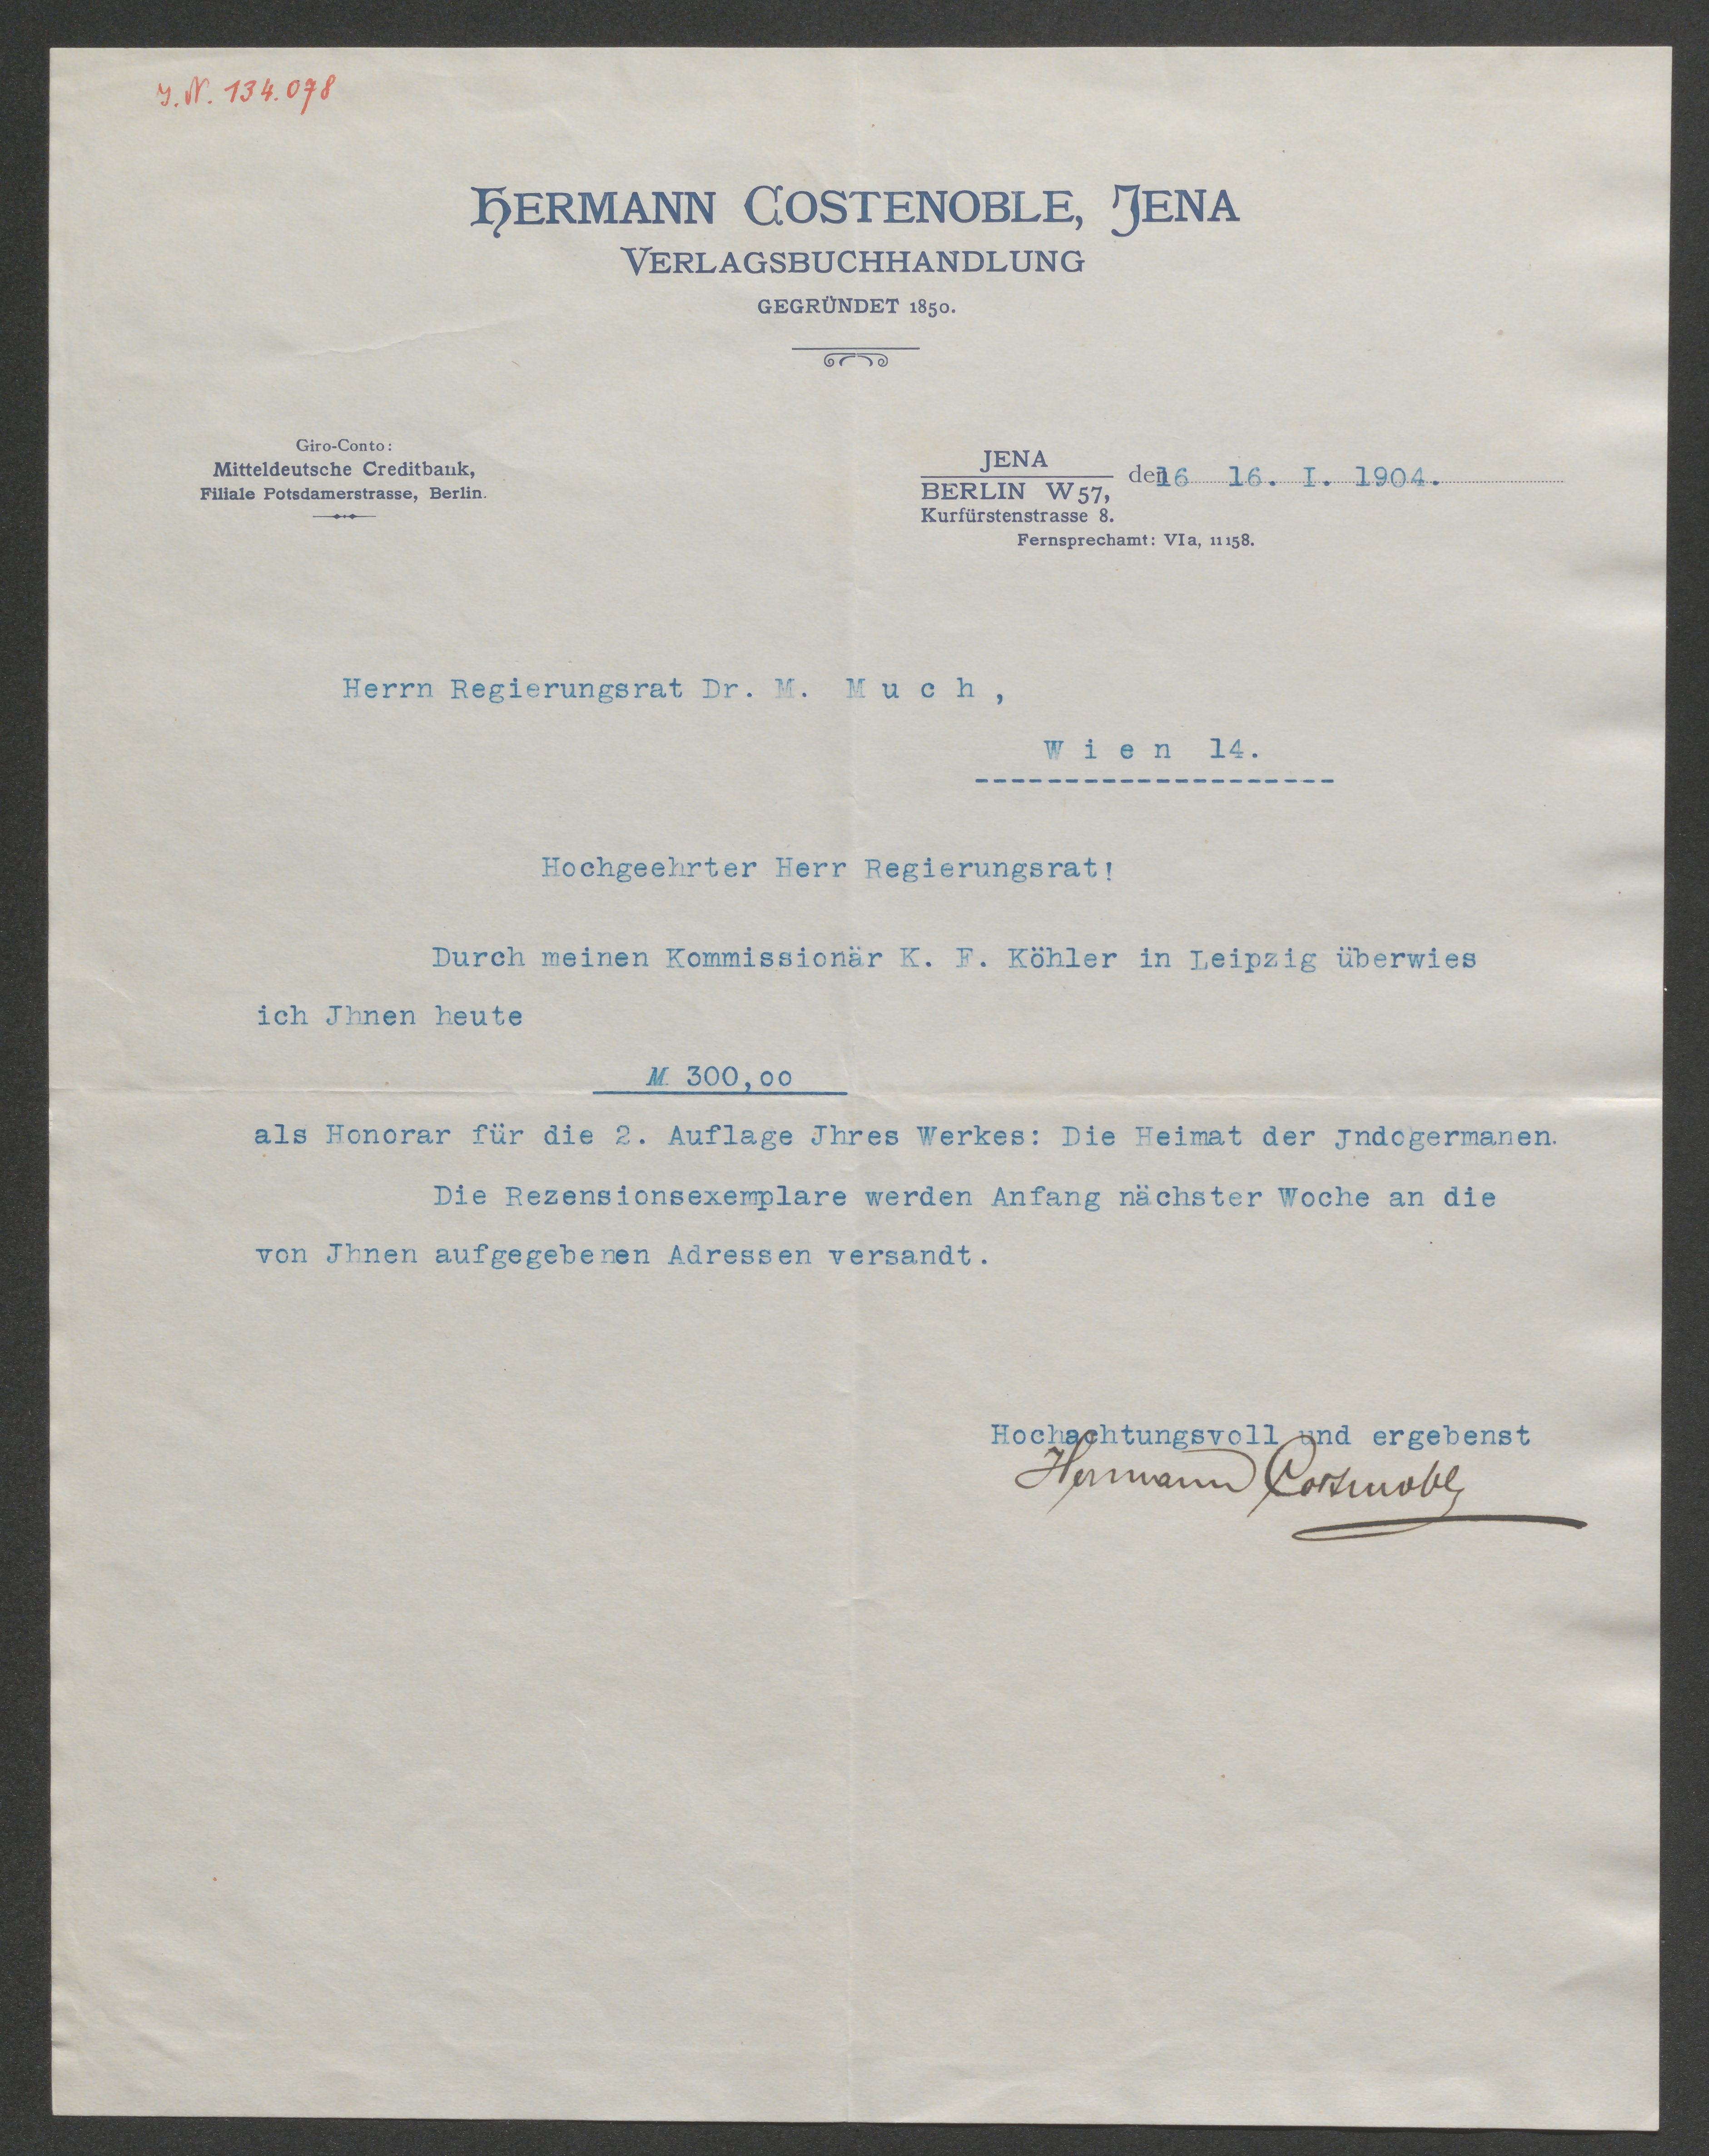 J. N. 134.078
HERMANN COSTENOBLE, JENA
VERLAGSBUCHHANDLUNG
GEGRÜNDET 1850.
Giro-Conto:
Mitteldeutsche Creditbank,
Filiale Potsdamerstrasse, Berlin.
JENA
BERLIN W 57,
Kurfürstenstrasse 8.
Fernsprechamt: VI a, 11158.
den 16 16. I. 1904.
Herrn Regierungsrat Dr. M. M u c h ,
W i e n 14.
Hochgeehrter Herr Regierungsrat!
Durch meinen Kommissionär K. F. Köhler in Leipzig überwies
ich Jhnen heute
M 300,00
als Honorar für die 2. Auflage Jhres Werkes: Die Heimat der Jndogermanen.
Die Rezensionsexemplare werden Anfang nächster Woche an die
von Jhnen aufgegebenen Adressen versandt.
Hochachtungsvoll und ergebenst
Hermann Costenoble